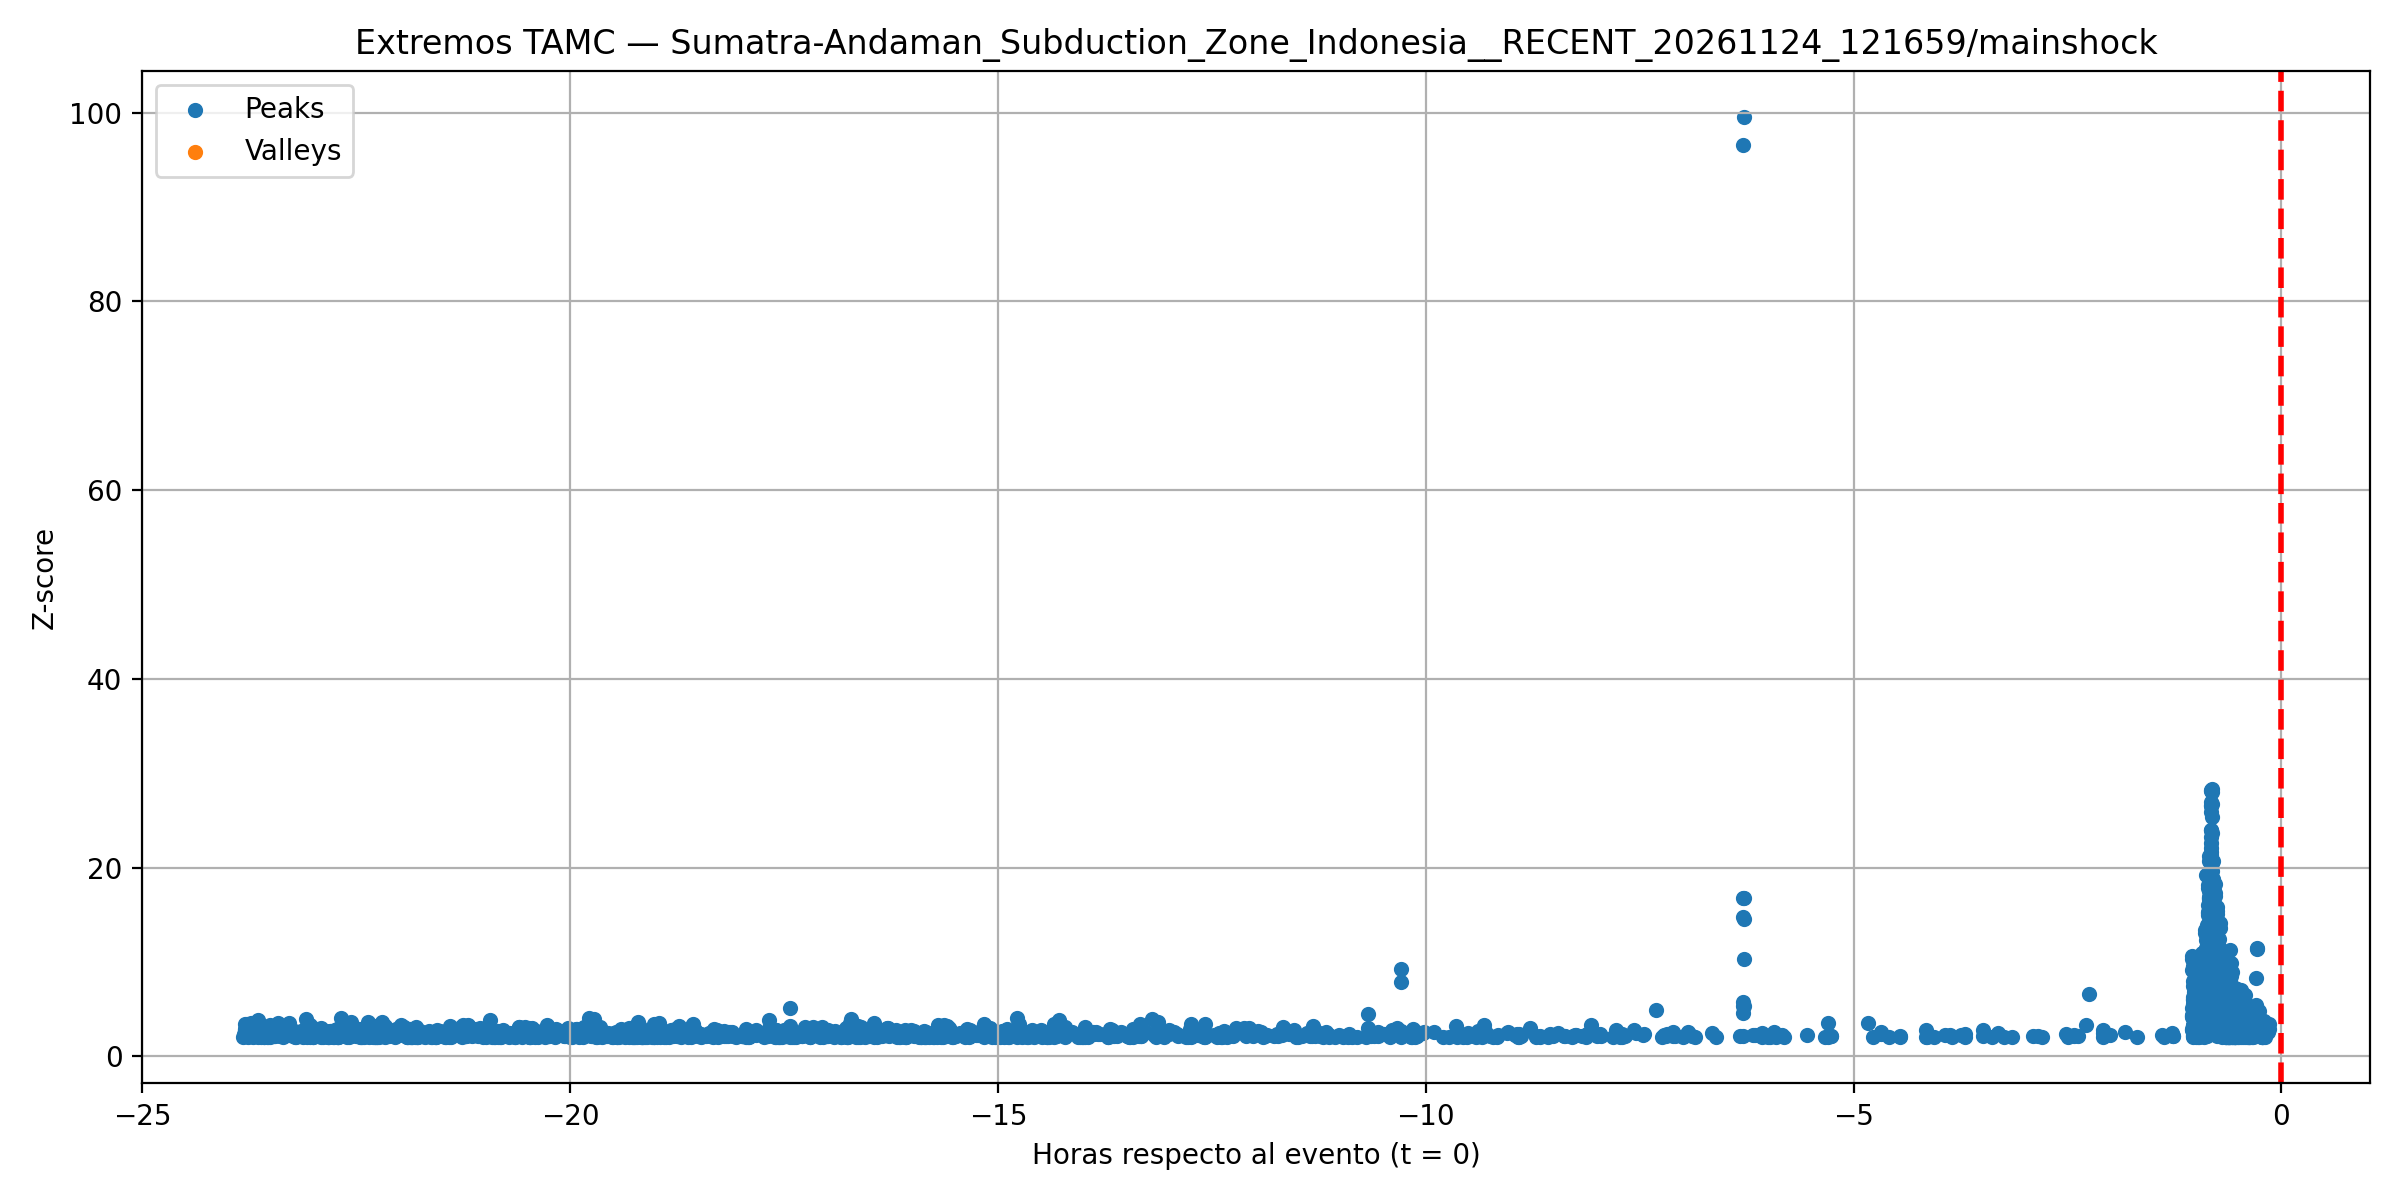 Extremos TAMC — Sumatra-Andaman_Subduction_Zone_Indonesia__RECENT_20261124_121659/mainshock
Peaks
Valleys
100
80
60
40
20
0
Z-score
−25
−20
−15
−10
−5
0
Horas respecto al evento (t = 0)